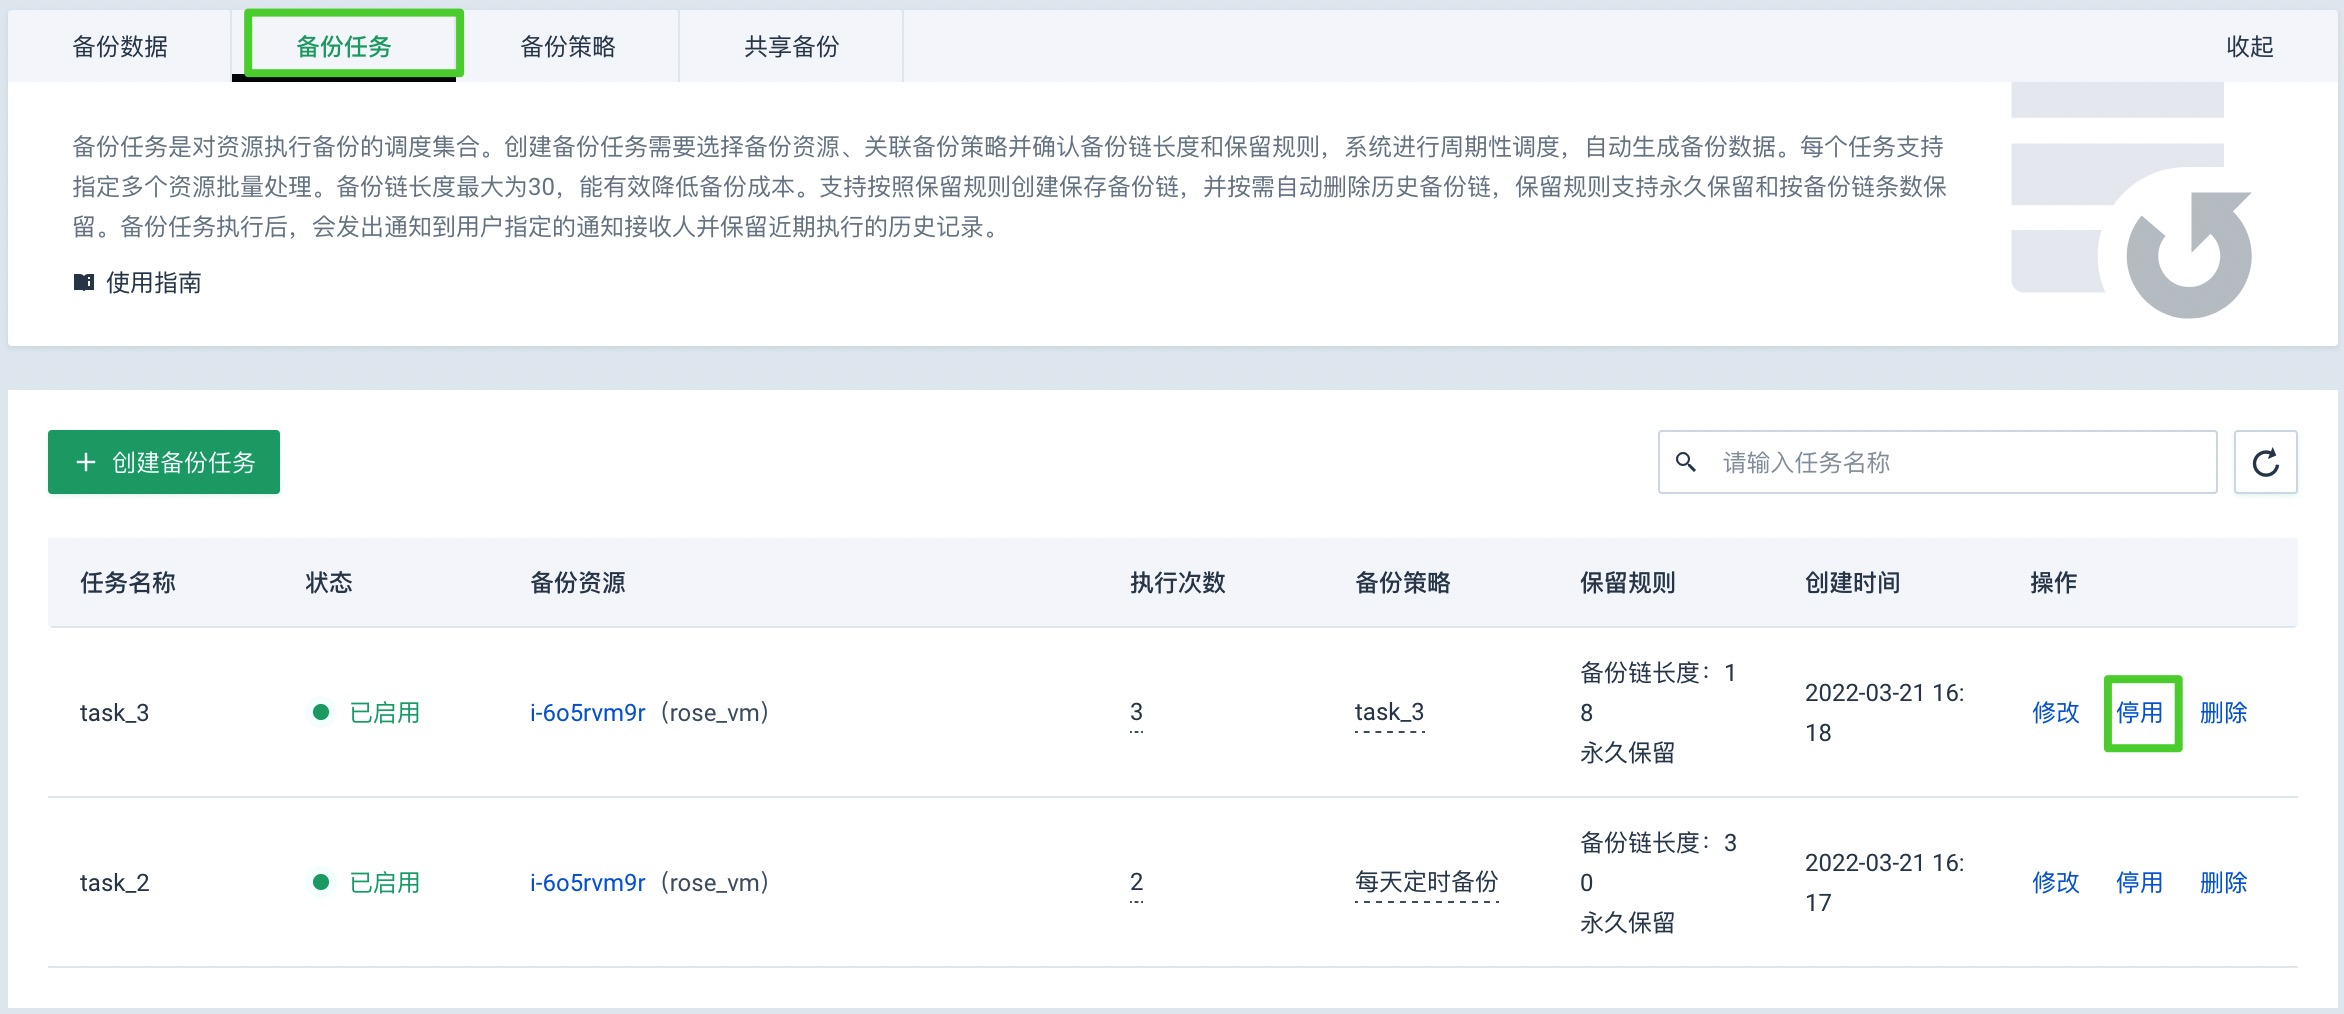 备份数据
备份任务
备份策略
共享备份
收起
备份任务是对资源执行备份的调度集合。创建备份任务需要选择备份资源、关联备份策略并确认备份链长度和保留规则，系统进行周期性调度，自动生成备份数据。每个任务支持
指定多个资源批量处理。备份链长度最大为30，能有效降低备份成本。支持按照保留规则创建保存备份链，并按需自动删除历史备份链，保留规则支持永久保留和按备份链条数保
留。备份任务执行后，会发出通知到用户指定的通知接收人并保留近期执行的历史记录。
使用指南
+ 创建备份任务
请输入任务名称
任务名称
状态
备份资源
执行次数
备份策略
保留规则
创建时间
操作
task_3
已启用
i-6o5rvm9r（rose_vm）
3
task_3
备份链长度：1
8
永久保留
2022-03-21 16:
18
修改
停用
删除
task_2
已启用
i-6o5rvm9r（rose_vm）
2
每天定时备份
备份链长度：3
0
永久保留
2022-03-21 16:
17
修改
停用
删除